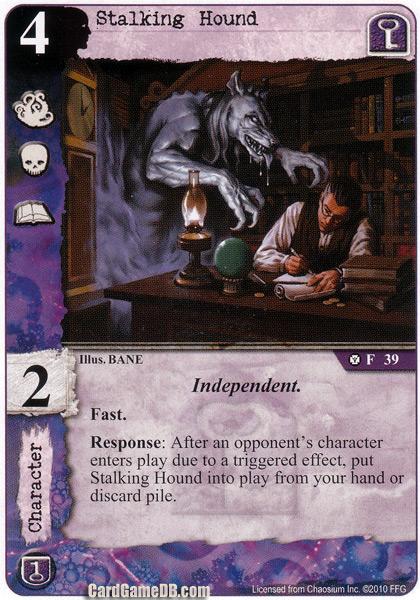 4
Stalking Hound
Illus. BANE
F 39
2
Independent.
Fast.
Response: After an opponent's character
enters play due to a triggered effect, put
Stalking Hound into play from your hand or
discard pile.
Character
CardGameDB.com
Licensed from Chaosium Inc. ©2010 FFG